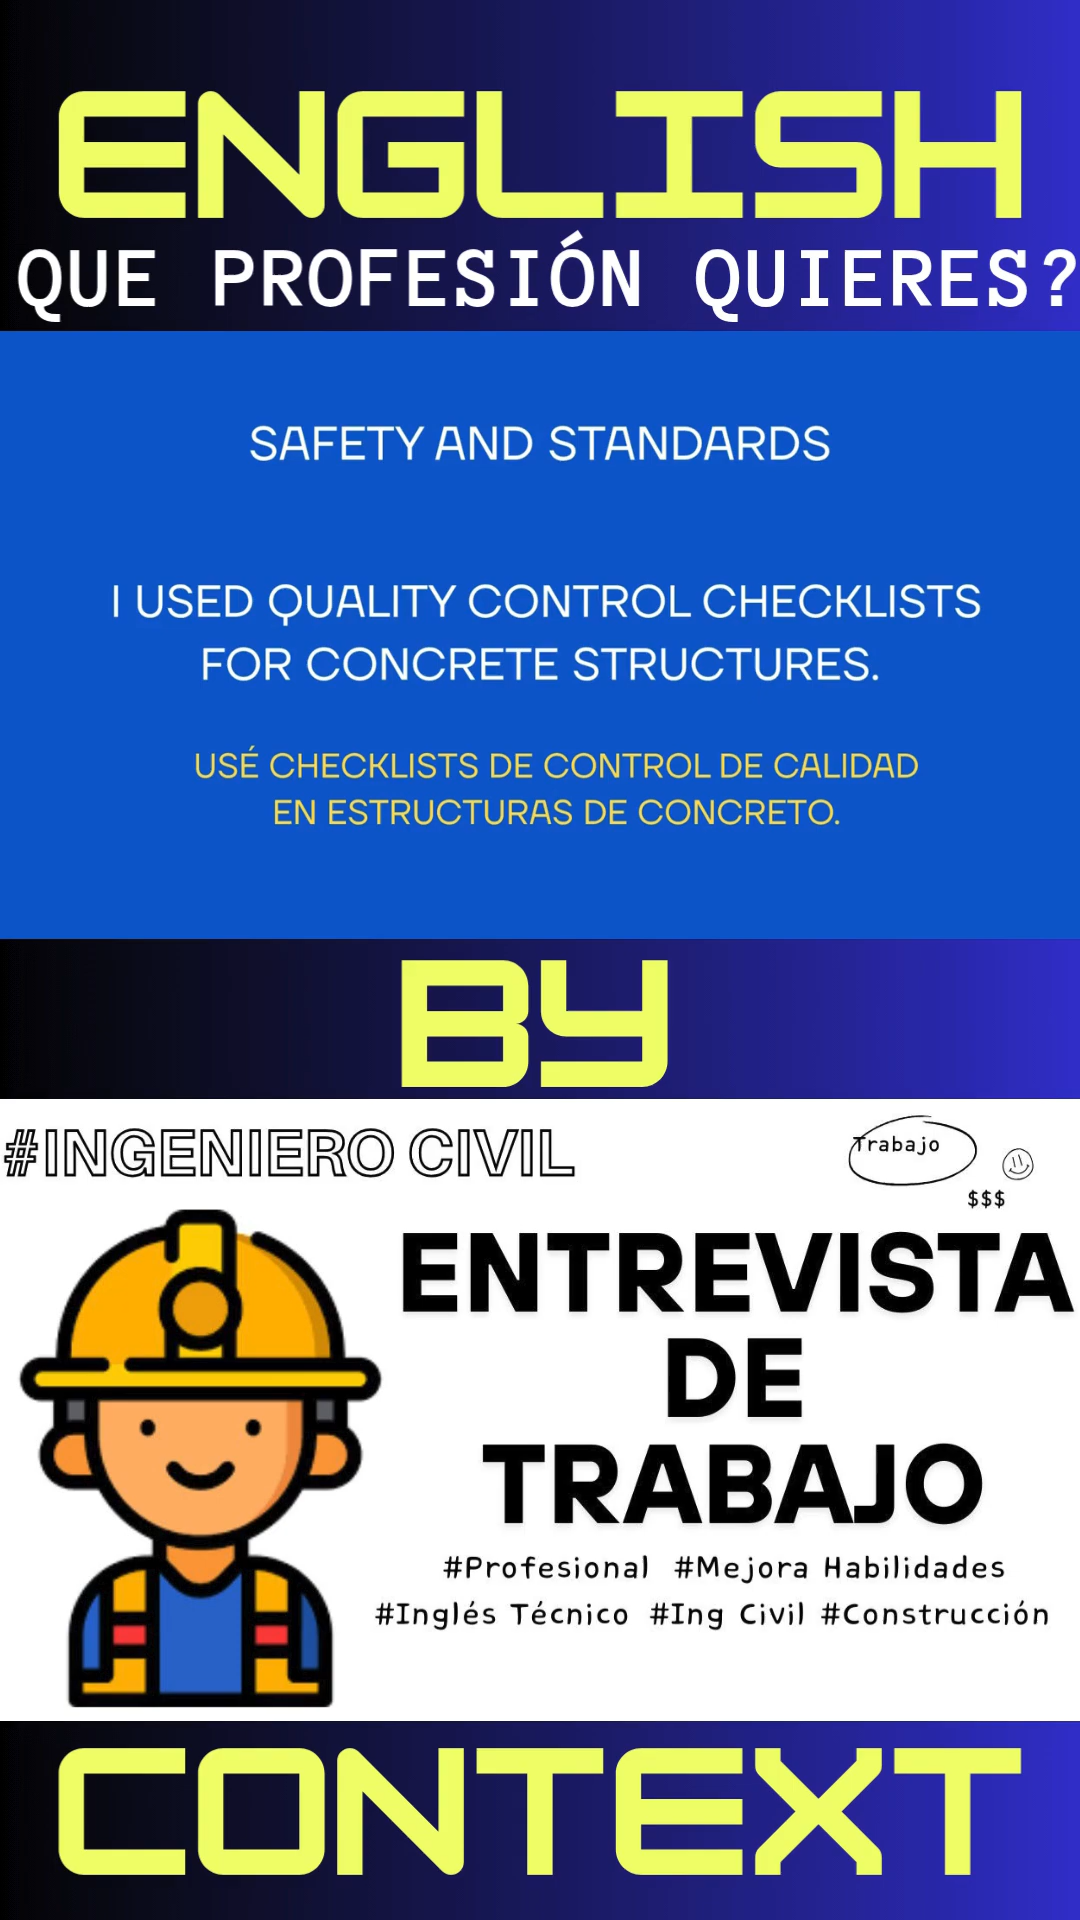 ENGLISH
QUE PROFESIÓN QUIERES?
SAFETY AND STANDARDS
I USED QUALITY CONTROL CHECKLISTS
FOR CONCRETE STRUCTURES.
USÉ CHECKLISTS DE CONTROL DE CALIDAD
EN ESTRUCTURAS DE CONCRETO.
BY
#INGENIERO CIVIL
Trabajo
$$$
ENTREVISTA
DE
TRABAJO
#Profesional #Mejora Habilidades
#Inglés Técnico #Ing Civil #Construcción
CONTEXT